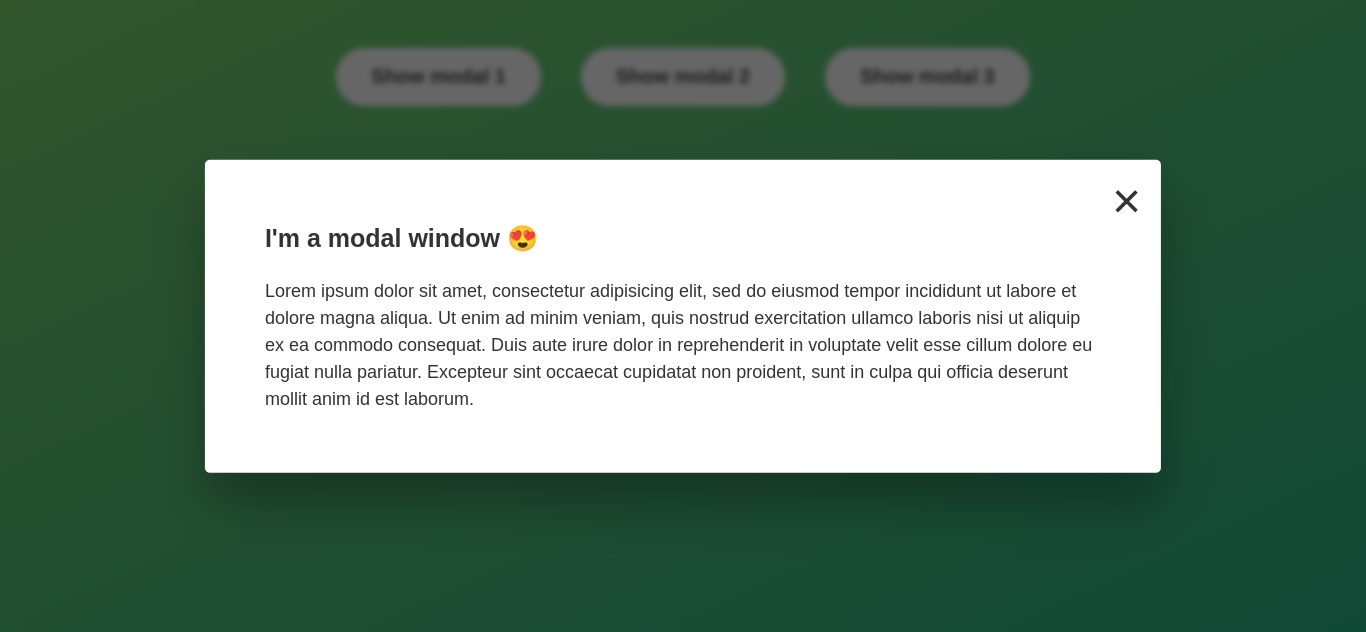 Show modal 1 Show modal 2 Show modal 3
I'm a modal window 😍
Lorem ipsum dolor sit amet, consectetur adipisicing elit, sed do eiusmod tempor incididunt ut labore et
dolore magna aliqua. Ut enim ad minim veniam, quis nostrud exercitation ullamco laboris nisi ut aliquip
ex ea commodo consequat. Duis aute irure dolor in reprehenderit in voluptate velit esse cillum dolore eu
fugiat nulla pariatur. Excepteur sint occaecat cupidatat non proident, sunt in culpa qui officia deserunt
mollit anim id est laborum.